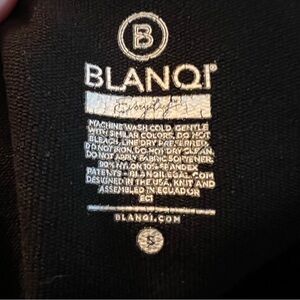 B
BLANQI®
Everyday™
MACHINE WASH COLD, GENTLE
WITH SIMILAR COLORS, DO NOT
BLEACH, LINE DRY PREFERRED,
DO NOT IRON, DO NOT DRY CLEAN,
DO NOT APPLY FABRIC SOFTENER.
90% NYLON 10% SPANDEX
PATENTS - BLANQILEGAL.COM
DESIGNED IN THE USA, KNIT AND
ASSEMBLED IN ECUADOR
EC1
BLANQI.COM
S